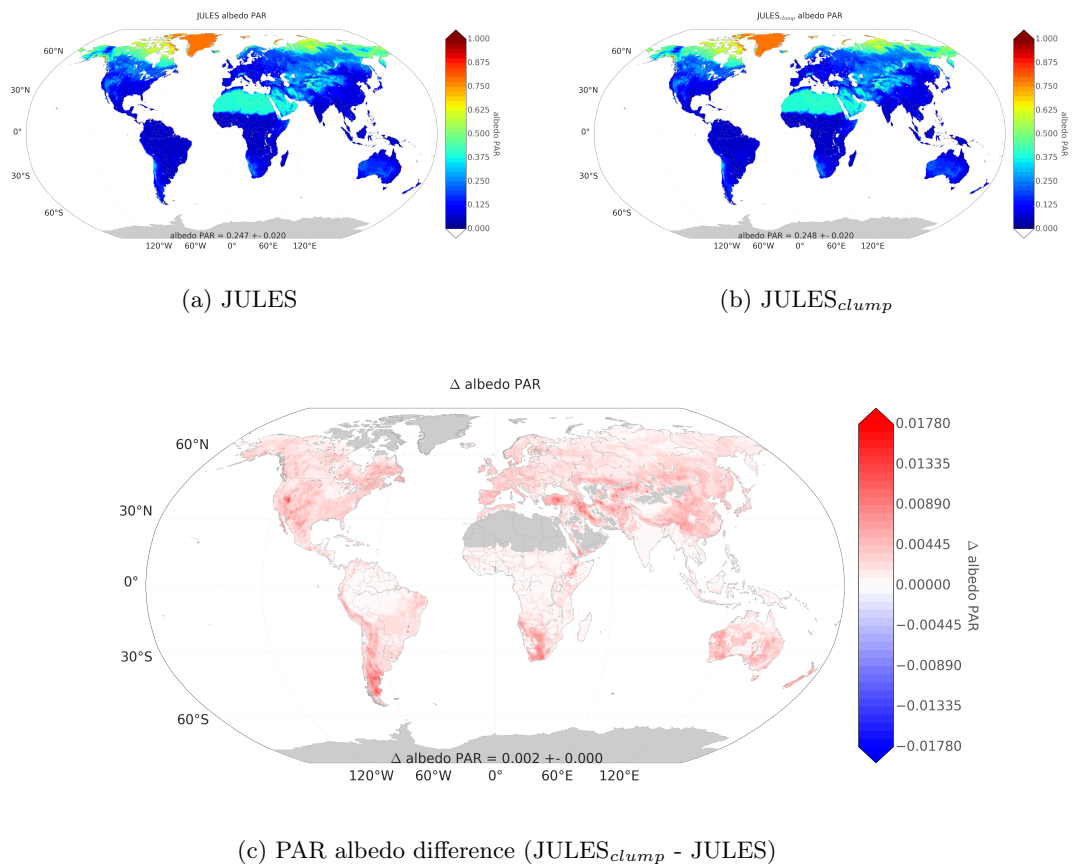 JULES albedo PAR
60°N
30°N
0°
30°S
60°S
120°W 60°W 0° 60°E 120°E
albedo PAR = 0.247 +- 0.020
1.000
0.875
0.750
0.625
0.500
0.375
0.250
0.125
0.000
albedo PAR
(a) JULES
JULESclump albedo PAR
60°N
30°N
0°
30°S
60°S
120°W 60°W 0° 60°E 120°E
albedo PAR = 0.248 +- 0.020
1.000
0.875
0.750
0.625
0.500
0.375
0.250
0.125
0.000
albedo PAR
(b) JULESclump
Δ albedo PAR
60°N
30°N
0°
30°S
60°S
Δ albedo PAR = 0.002 +- 0.000
120°W 60°W 0° 60°E 120°E
0.01780
0.01335
0.00890
0.00445
0.00000
−0.00445
−0.00890
−0.01335
−0.01780
Δ albedo PAR
(c) PAR albedo difference (JULESclump - JULES)